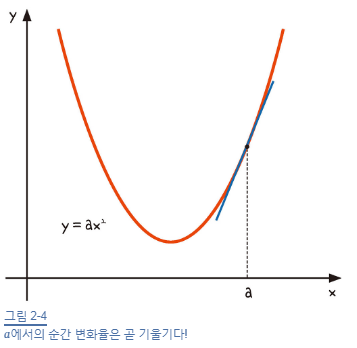 y
y = ax²
a
x
그림 2-4
a에서의 순간 변화율은 곧 기울기다!